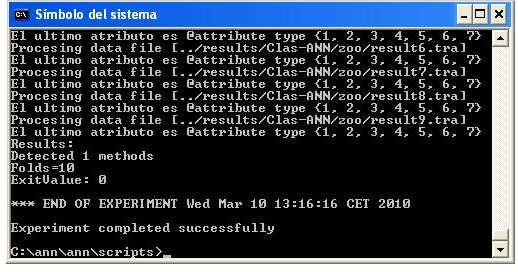 Símbolo del sistema
El ultimo atributo es @attribute type {1, 2, 3, 4, 5, 6, 7}
Procesing data file [../results/Clas-ANN/zoo/result6.tra]
El ultimo atributo es @attribute type {1, 2, 3, 4, 5, 6, 7}
Procesing data file [../results/Clas-ANN/zoo/result7.tra]
El ultimo atributo es @attribute type {1, 2, 3, 4, 5, 6, 7}
Procesing data file [../results/Clas-ANN/zoo/result8.tra]
El ultimo atributo es @attribute type {1, 2, 3, 4, 5, 6, 7}
Procesing data file [../results/Clas-ANN/zoo/result9.tra]
El ultimo atributo es @attribute type {1, 2, 3, 4, 5, 6, 7}
Results:
Detected 1 methods
Folds=10
ExitValue: 0
*** END OF EXPERIMENT Wed Mar 10 13:16:16 CET 2010
Experiment completed successfully
C:\ann\ann\scripts>_